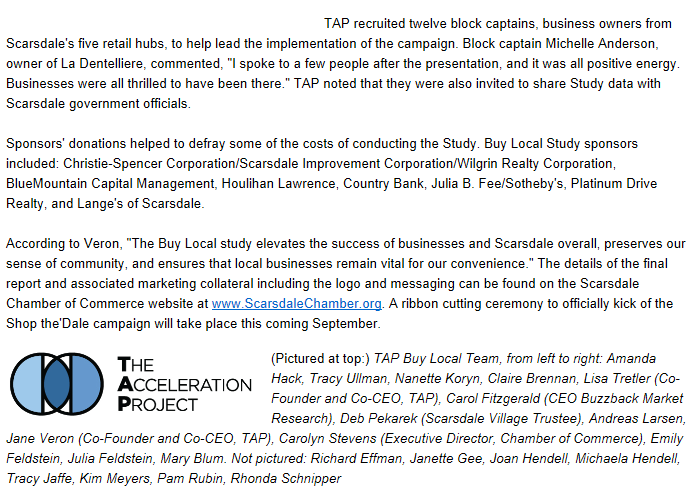 TAP recruited twelve block captains, business owners from
Scarsdale's five retail hubs, to help lead the implementation of the campaign. Block captain Michelle Anderson,
owner of La Dentelliere, commented, "I spoke to a few people after the presentation, and it was all positive energy.
Businesses were all thrilled to have been there." TAP noted that they were also invited to share Study data with
Scarsdale government officials.
Sponsors' donations helped to defray some of the costs of conducting the Study. Buy Local Study sponsors
included: Christie-Spencer Corporation/Scarsdale Improvement Corporation/Wilgrin Realty Corporation,
BlueMountain Capital Management, Houlihan Lawrence, Country Bank, Julia B. Fee/Sotheby's, Platinum Drive
Realty, and Lange's of Scarsdale.
According to Veron, "The Buy Local study elevates the success of businesses and Scarsdale overall, preserves our
sense of community, and ensures that local businesses remain vital for our convenience." The details of the final
report and associated marketing collateral including the logo and messaging can be found on the Scarsdale
Chamber of Commerce website at www.ScarsdaleChamber.org. A ribbon cutting ceremony to officially kick of the
Shop the'Dale campaign will take place this coming September.
THE
ACCELERATION
PROJECT
(Pictured at top:) TAP Buy Local Team, from left to right: Amanda
Hack, Tracy Ullman, Nanette Koryn, Claire Brennan, Lisa Tretler (Co-
Founder and Co-CEO, TAP), Carol Fitzgerald (CEO Buzzback Market
Research), Deb Pekarek (Scarsdale Village Trustee), Andreas Larsen,
Jane Veron (Co-Founder and Co-CEO, TAP), Carolyn Stevens (Executive Director, Chamber of Commerce), Emily
Feldstein, Julia Feldstein, Mary Blum. Not pictured: Richard Effman, Janette Gee, Joan Hendell, Michaela Hendell,
Tracy Jaffe, Kim Meyers, Pam Rubin, Rhonda Schnipper